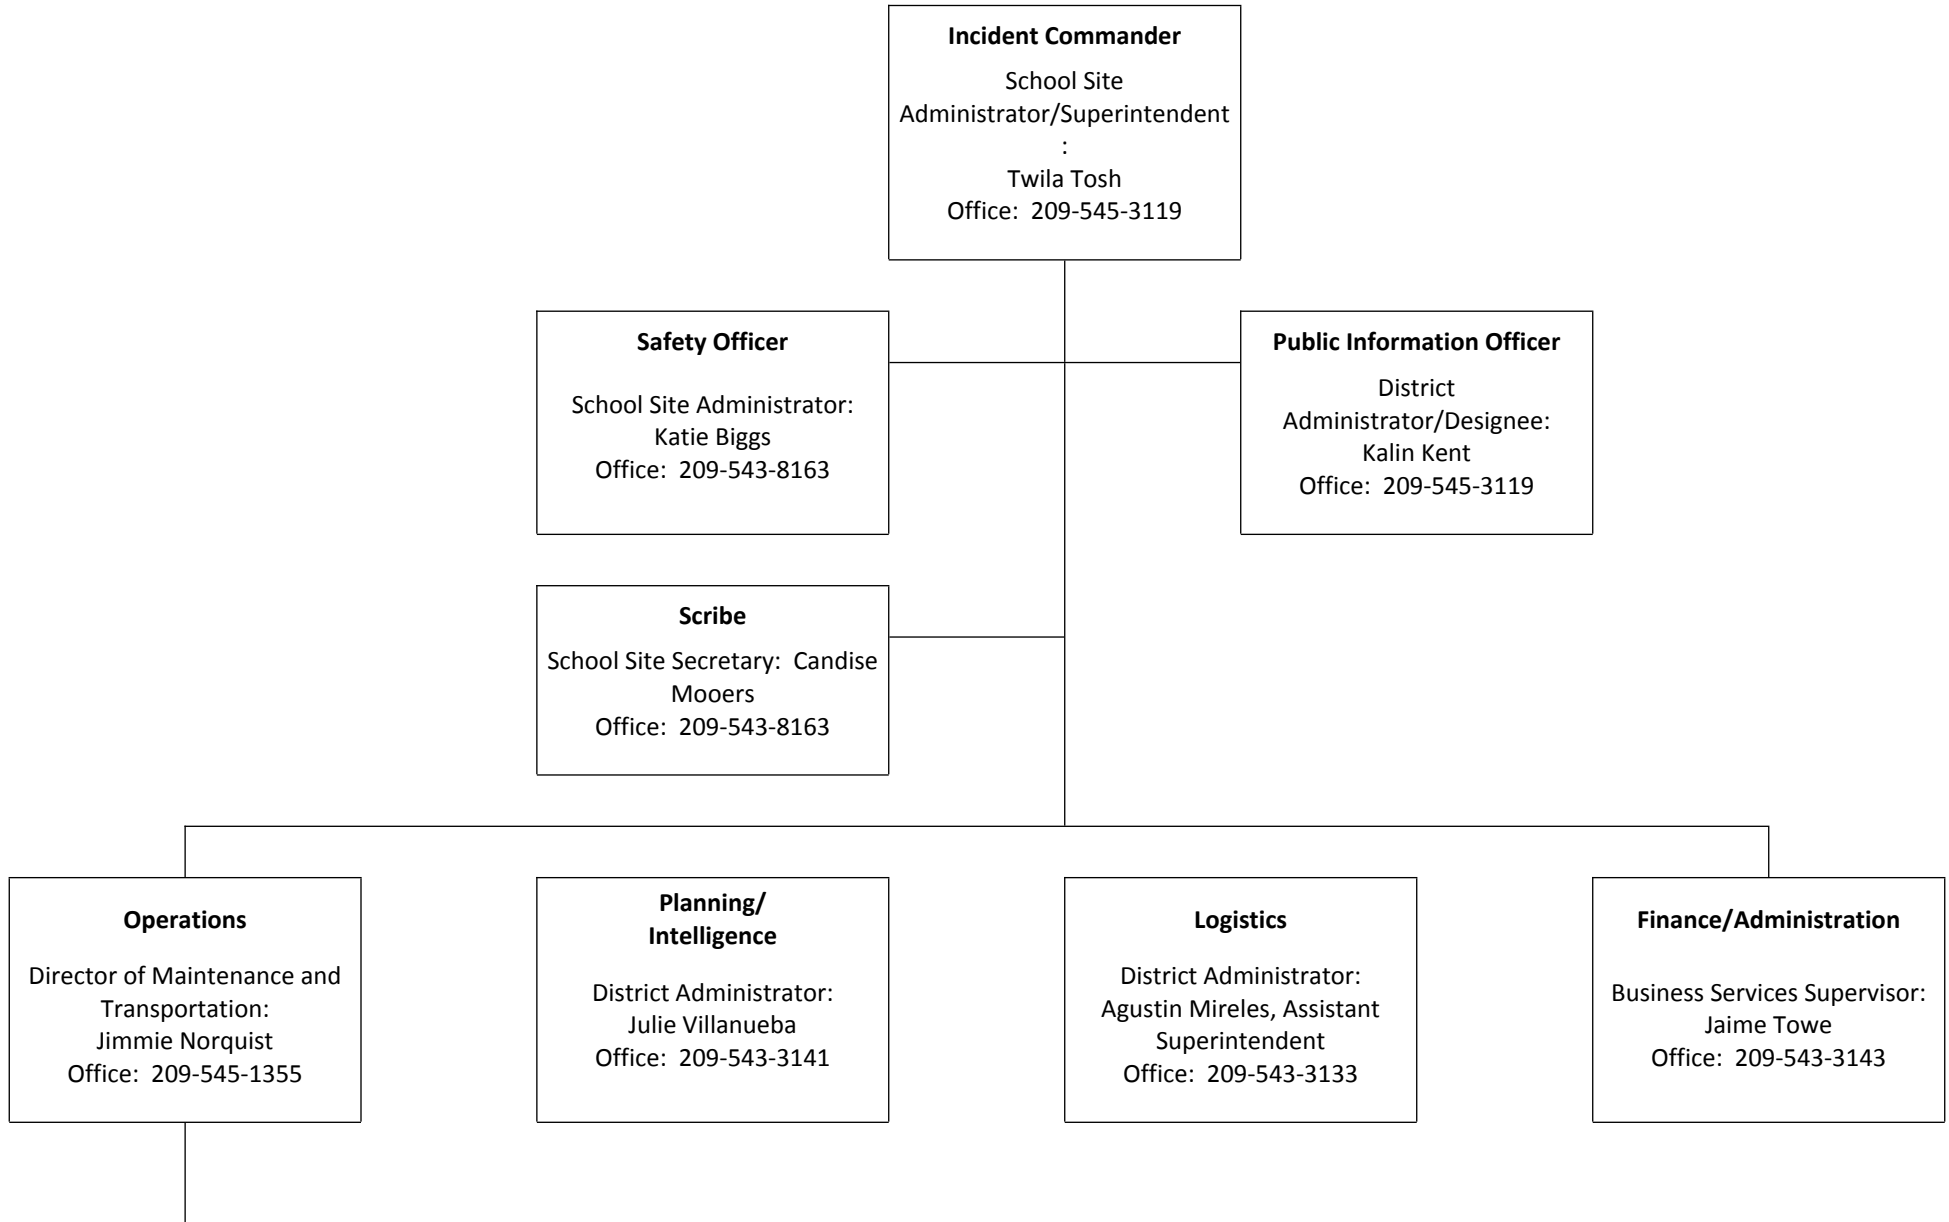 Incident Commander
School Site
Administrator/Superintendent
:
Twila Tosh
Office:  209-545-3119
Safety Officer
School Site Administrator:
Katie Biggs
Office:  209-543-8163
Public Information Officer
District
Administrator/Designee:
Kalin Kent
Office:  209-545-3119
Scribe
School Site Secretary:  Candise
Mooers
Office:  209-543-8163
Operations
Director of Maintenance and
Transportation:
Jimmie Norquist
Office:  209-545-1355
Planning/
Intelligence
District Administrator:
Julie Villanueba
Office:  209-543-3141
Logistics
District Administrator:
Agustin Mireles, Assistant
Superintendent
Office:  209-543-3133
Finance/Administration
Business Services Supervisor:
Jaime Towe
Office:  209-543-3143